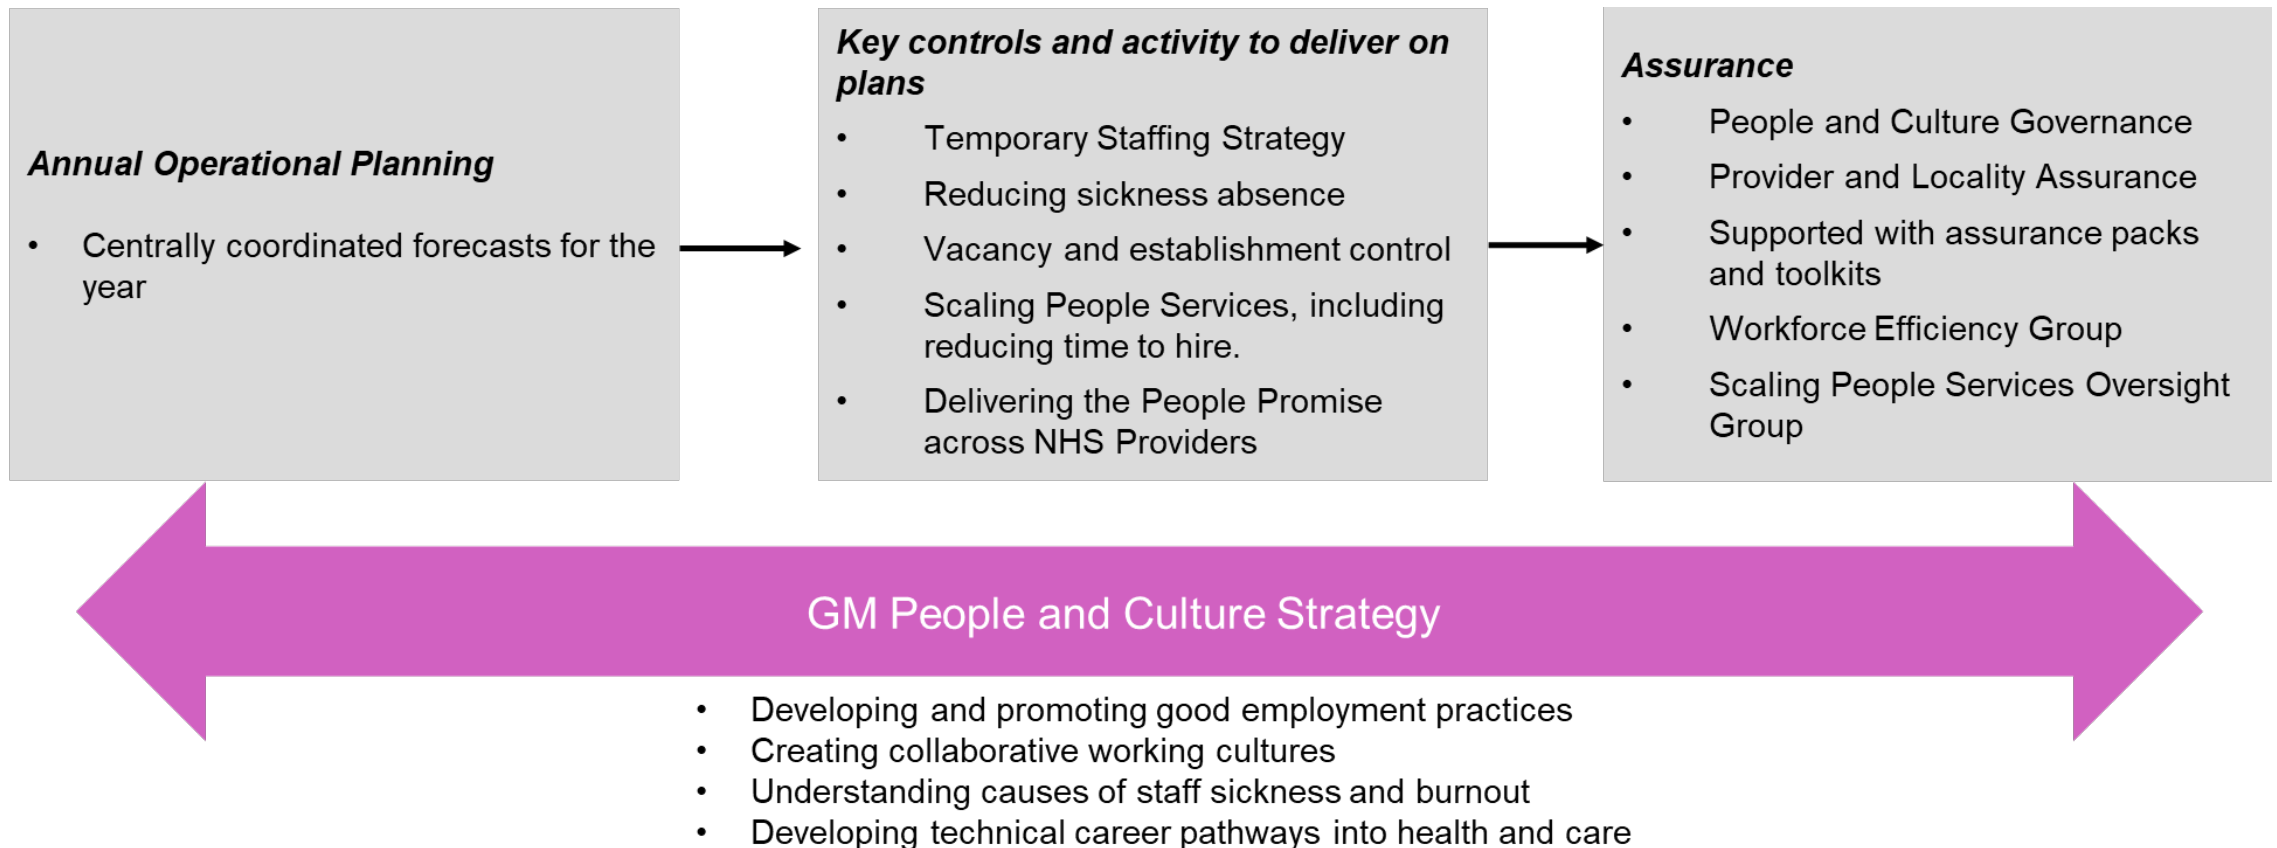 Annual Operational Planning
• Centrally coordinated forecasts for the
year
Key controls and activity to deliver on
plans
• Temporary Staffing Strategy
• Reducing sickness absence
• Vacancy and establishment control
• Scaling People Services, including
reducing time to hire.
• Delivering the People Promise
across NHS Providers
Assurance
• People and Culture Governance
• Provider and Locality Assurance
• Supported with assurance packs
and toolkits
• Workforce Efficiency Group
• Scaling People Services Oversight
Group
GM People and Culture Strategy
• Developing and promoting good employment practices
• Creating collaborative working cultures
• Understanding causes of staff sickness and burnout
• Developing technical career pathways into health and care